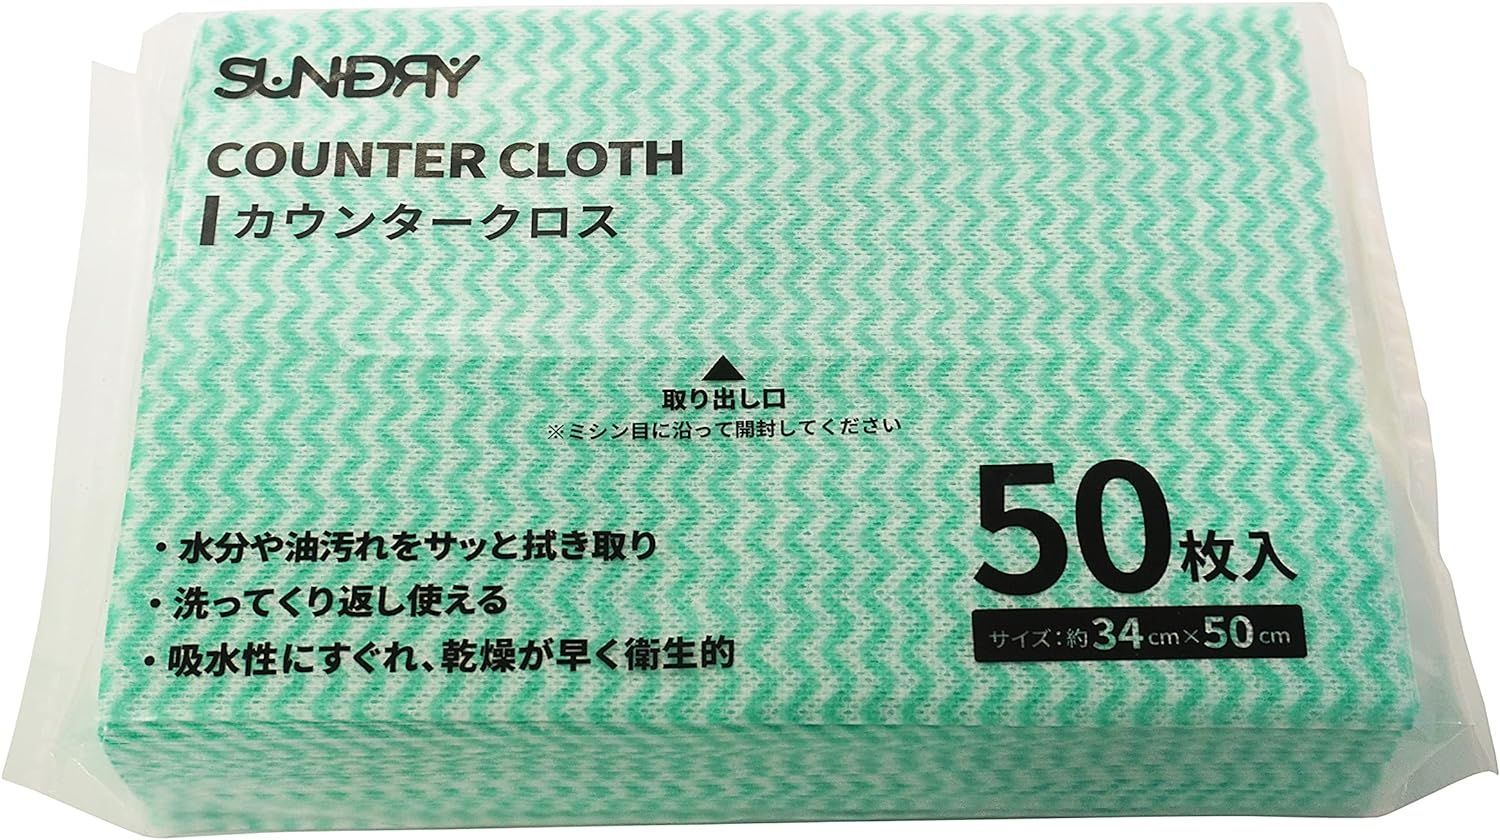 SUNDRY
COUNTER CLOTH
カウンタークロス
取り出し口
※ミシン目に沿って開封してください
・水分や油汚れをサッと拭き取り
・洗ってくり返し使える
・吸水性にすぐれ、乾燥が早く衛生的
50枚入
サイズ：約34cm×50cm